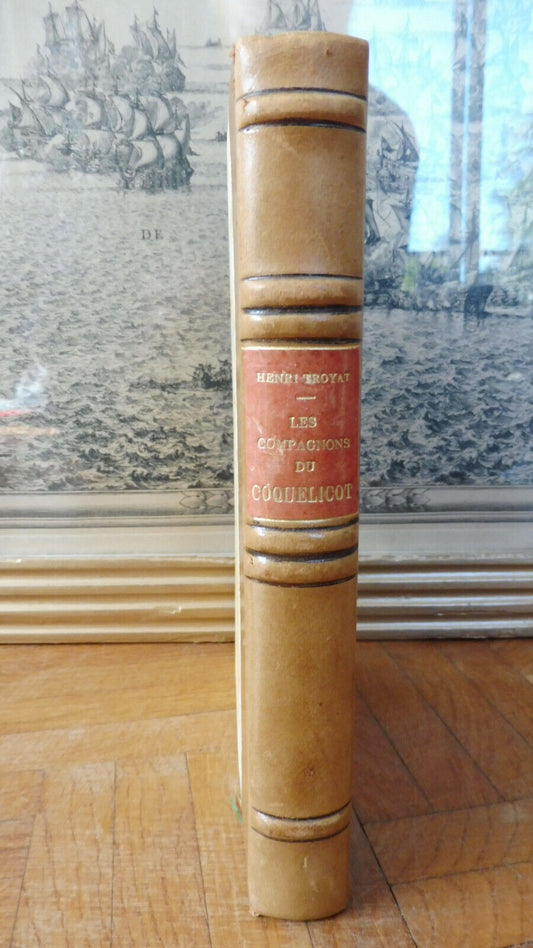 DE
HENRI TROYAT
LES
COMPAGNONS
DU
COQUELICOT